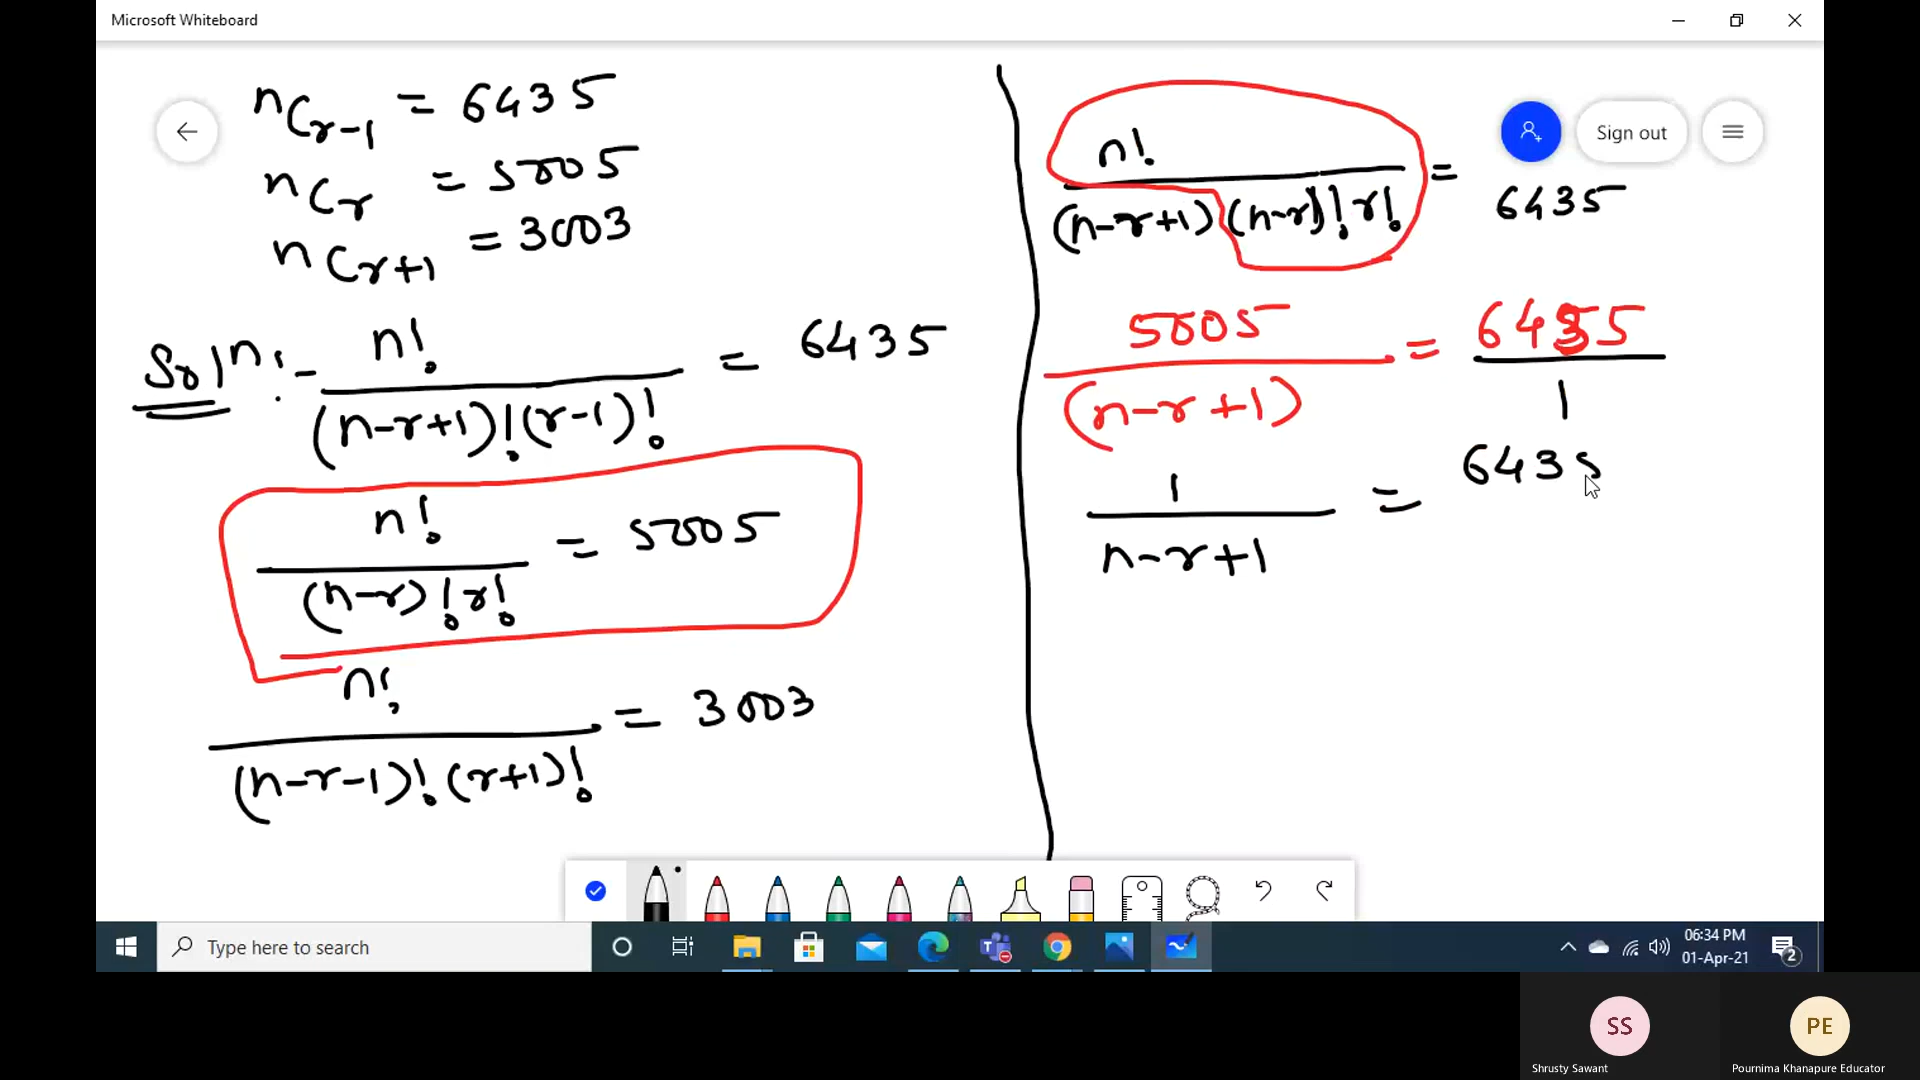 Microsoft Whiteboard
nCr-1 = 6435
nCr = 5005
nCr+1 = 3003
Solⁿ:- n! / (n-r+1)!(r-1)! = 6435
n! / (n-r)!r! = 5005
n! / (n-r-1)!(r+1)! = 3003
n! / (n-r+1)(n-r)!r! = 6435
5005 / (n-r+1) = 6435 / 1
1 / n-r+1 = 6435
Sign out
Type here to search
06:34 PM
01-Apr-21
2
SS
PE
Shrusty Sawant
Pournima Khanapure Educator